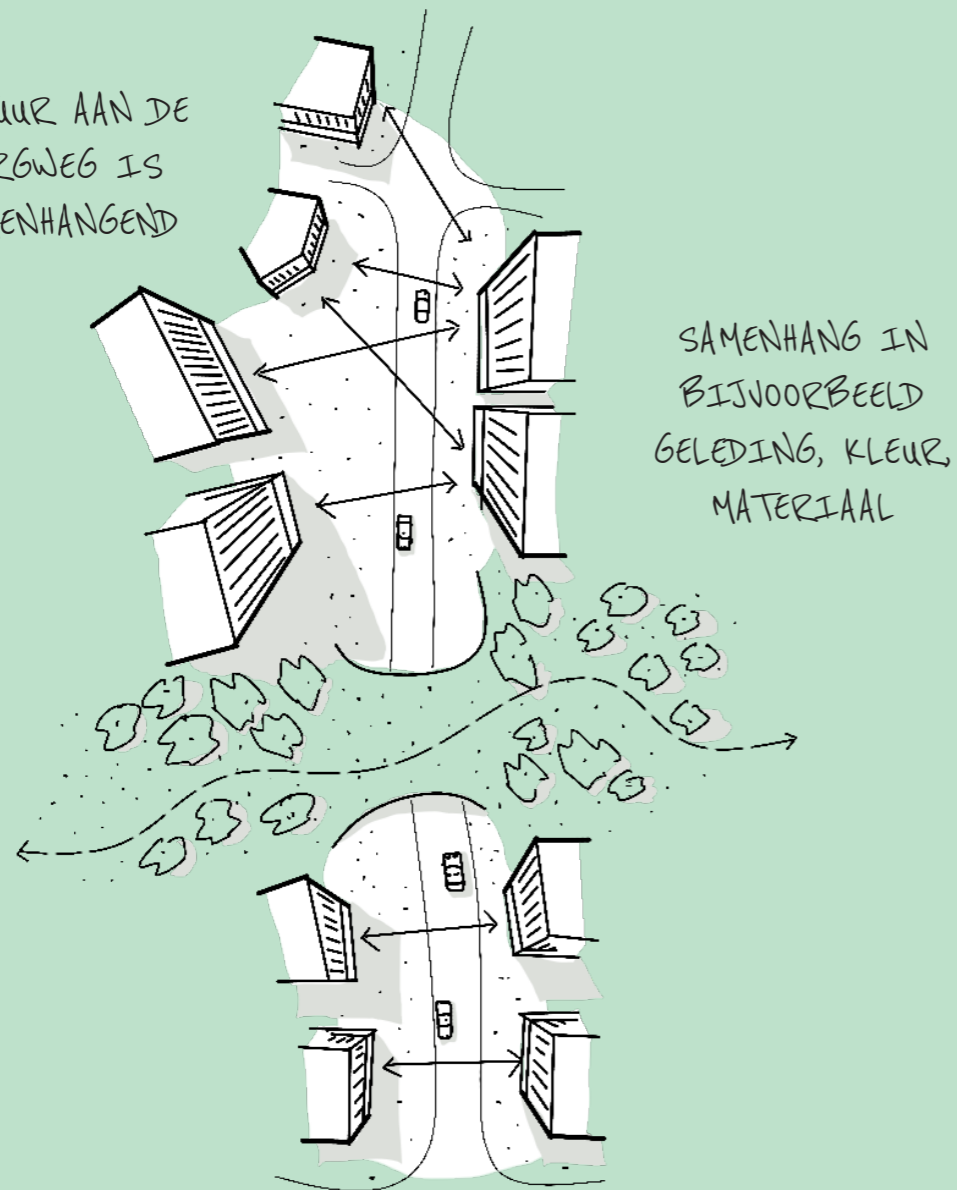 UUR AAN DE
RGWEG IS
ENHANGEND
SAMENHANG IN
BIJVOORBEELD
GELEDING, KLEUR,
MATERIAAL